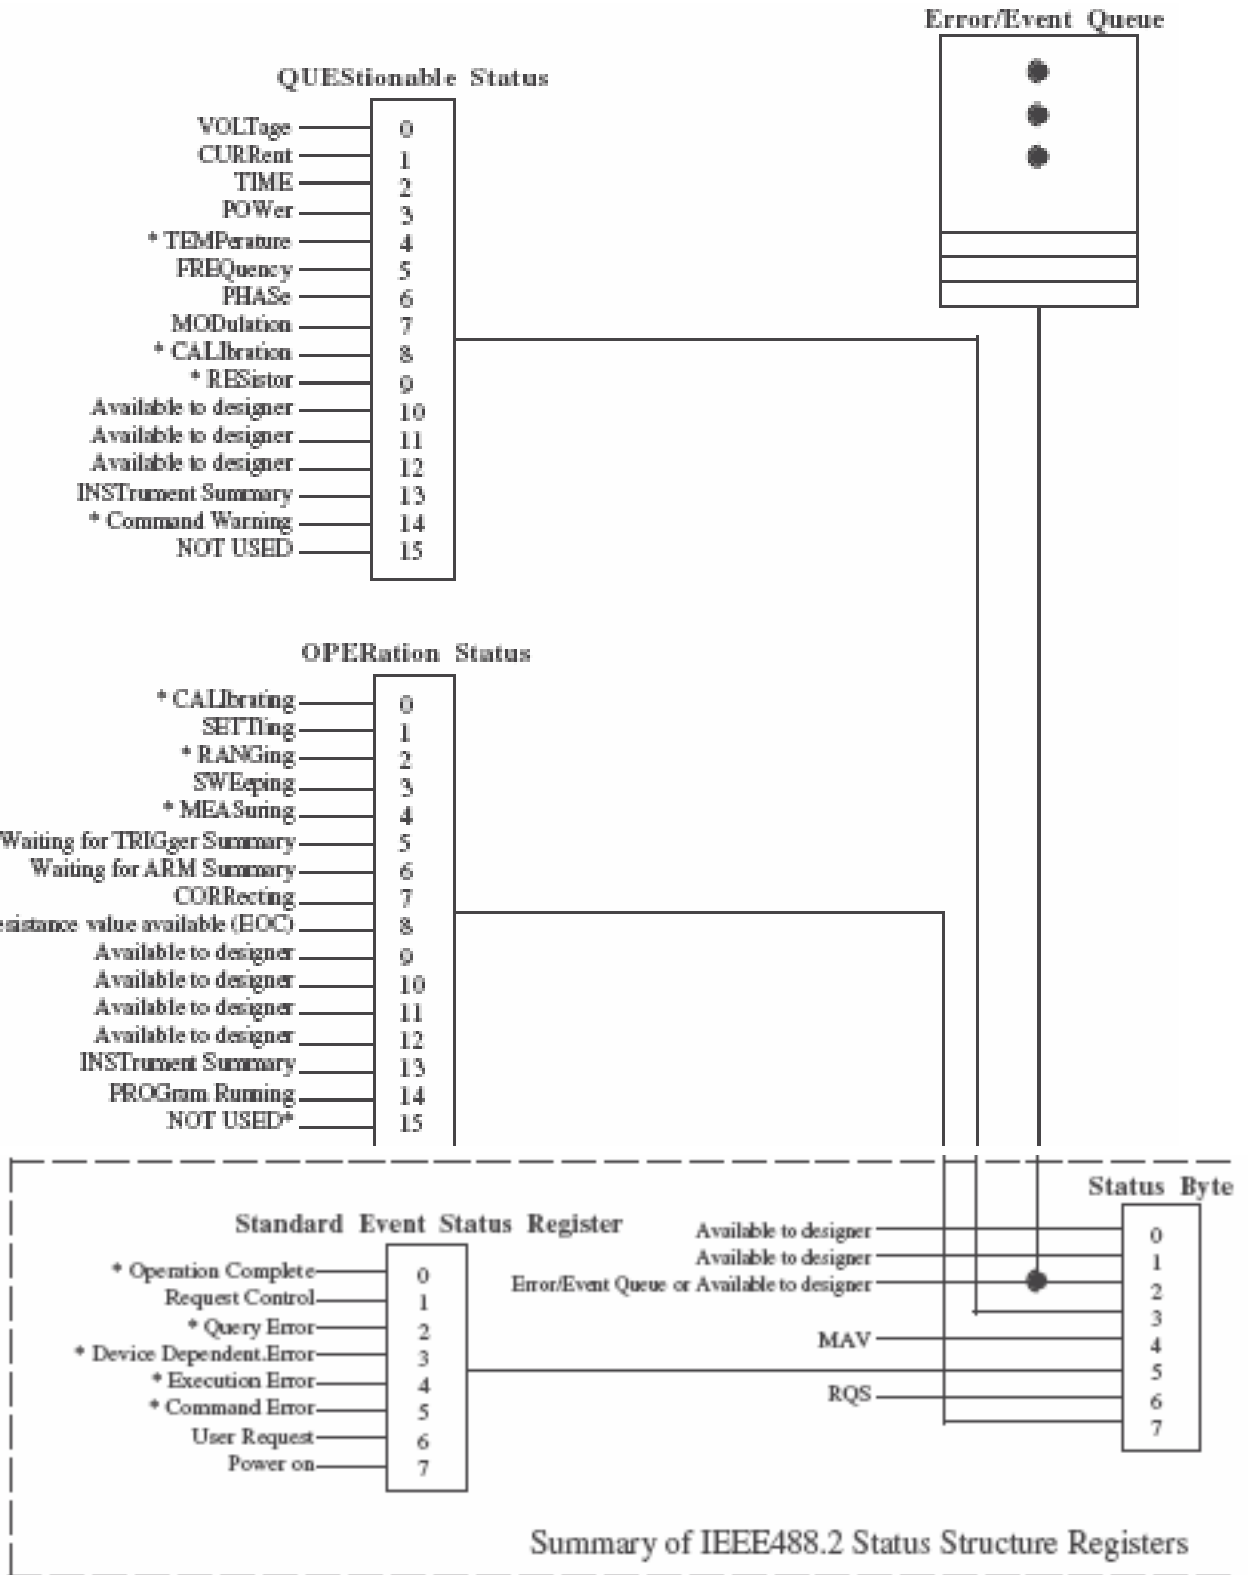 Error/Event Queue
QUEStionable Status
VOLTage 0
CURRent 1
TIME 2
POWer 3
* TEMPerature 4
FREQuency 5
PHASe 6
MODulation 7
* CALIbration 8
* RESistor 9
Available to designer 10
Available to designer 11
Available to designer 12
INSTrument Summary 13
* Command Warning 14
NOT USED 15
OPERation Status
* CALIbrating 0
SETTling 1
* RANGing 2
SWEeping 3
* MEASuring 4
Waiting for TRIGger Summary 5
Waiting for ARM Summary 6
CORRecting 7
esistance value available (EOC) 8
Available to designer 9
Available to designer 10
Available to designer 11
Available to designer 12
INSTrument Summary 13
PROGram Running 14
NOT USED* 15
Status Byte
Available to designer 0
Available to designer 1
Error/Event Queue or Available to designer 2
3
MAV 4
5
RQS 6
7
Standard Event Status Register
* Operation Complete 0
Request Control 1
* Query Error 2
* Device Dependent.Error 3
* Execution Error 4
* Command Error 5
User Request 6
Power on 7
Summary of IEEE488.2 Status Structure Registers